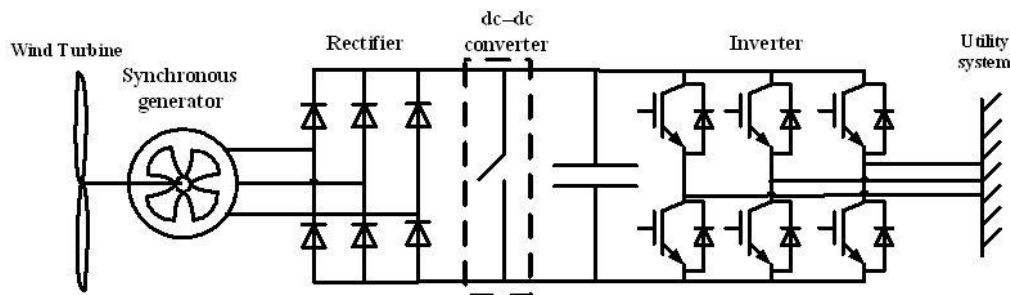 dc–dc
converter
Wind Turbine
Rectifier
Inverter
Utility
system
Synchronous
generator